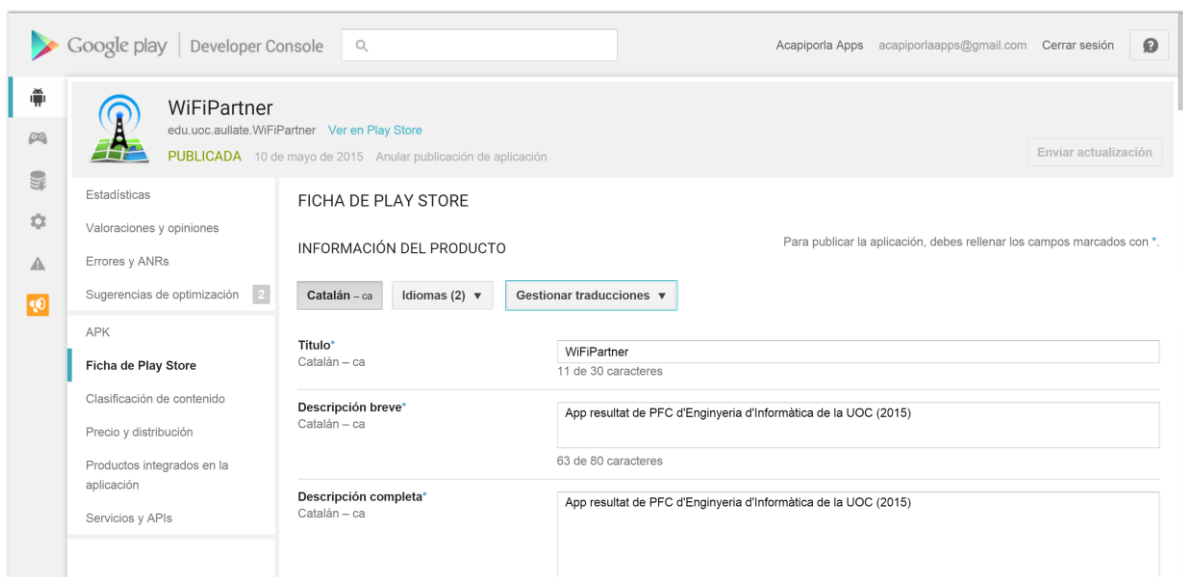 Google play | Developer Console
Acapiporla Apps acapiporlaapps@gmail.com Cerrar sesión
WiFiPartner
edu.uoc.aullate.WiFiPartner Ver en Play Store
PUBLICADA 10 de mayo de 2015 Anular publicación de aplicación
Enviar actualización
Estadísticas
Valoraciones y opiniones
Errores y ANRs
Sugerencias de optimización 2
APK
Ficha de Play Store
Clasificación de contenido
Precio y distribución
Productos integrados en la
aplicación
Servicios y APIs
FICHA DE PLAY STORE
INFORMACIÓN DEL PRODUCTO
Para publicar la aplicación, debes rellenar los campos marcados con *.
Catalán – ca Idiomas (2) ▼ Gestionar traducciones ▼
Título*
Catalán – ca
WiFiPartner
11 de 30 caracteres
Descripción breve*
Catalán – ca
App resultat de PFC d'Enginyeria d'Informàtica de la UOC (2015)
63 de 80 caracteres
Descripción completa*
Catalán – ca
App resultat de PFC d'Enginyeria d'Informàtica de la UOC (2015)